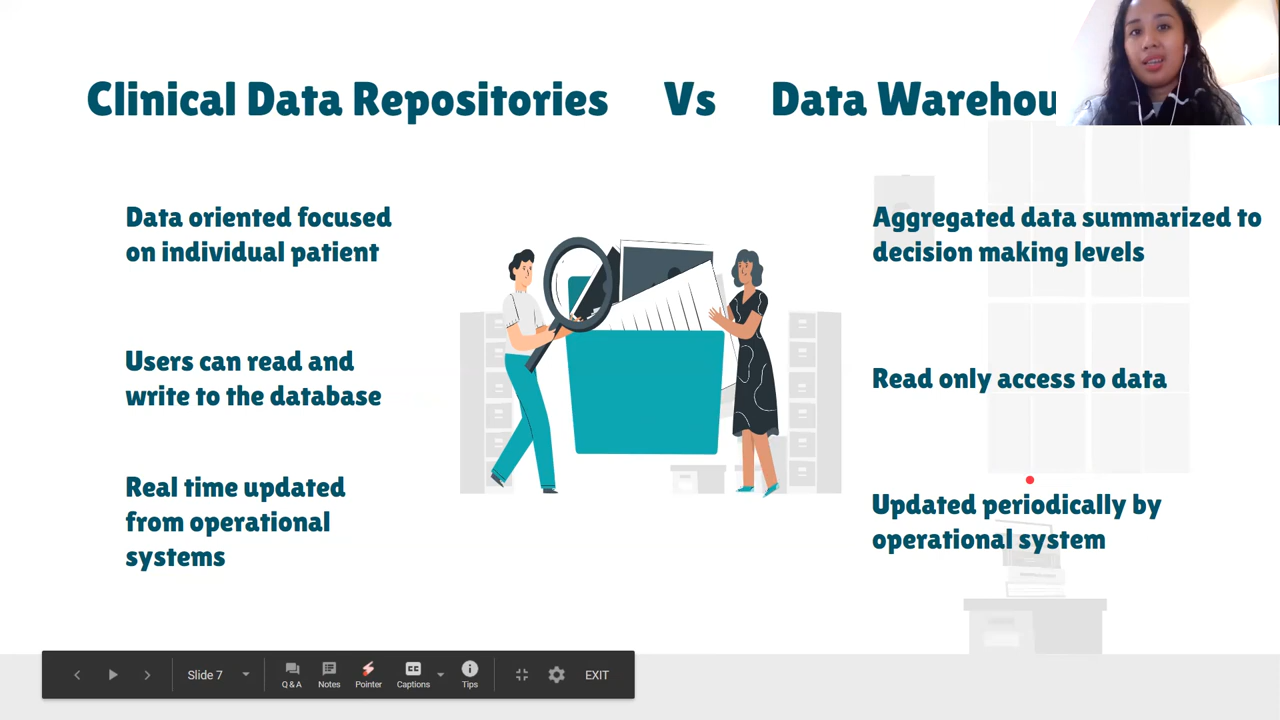 Clinical Data Repositories Vs Data Warehou
Data oriented focused
on individual patient
Users can read and
write to the database
Real time updated
from operational
systems
Aggregated data summarized to
decision making levels
Read only access to data
Updated periodically by
operational system
Slide 7
Q & A
Notes
Pointer
CC
Captions
Tips
EXIT